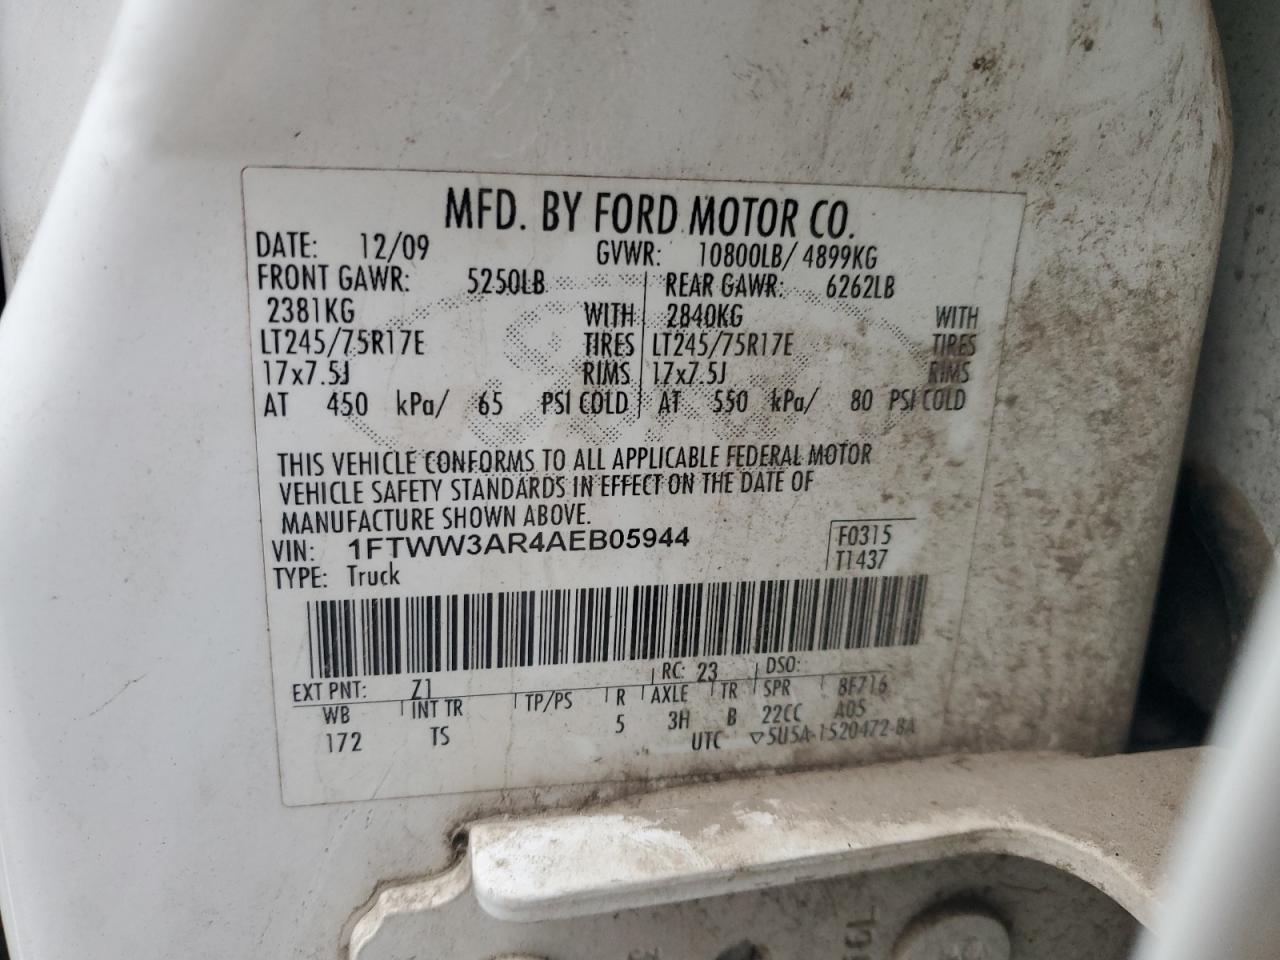 MFD. BY FORD MOTOR CO.
DATE: 12/09 GVWR: 10800LB/ 4899KG
FRONT GAWR: 5250LB REAR GAWR: 6262LB
2381KG WITH 2840KG WITH
LT245/75R17E TIRES LT245/75R17E TIRES
17x7.5J RIMS 17x7.5J RIMS
AT 450 kPa/ 65 PSI COLD AT 550 kPa/ 80 PSI COLD
THIS VEHICLE CONFORMS TO ALL APPLICABLE FEDERAL MOTOR
VEHICLE SAFETY STANDARDS IN EFFECT ON THE DATE OF
MANUFACTURE SHOWN ABOVE.
VIN: 1FTWW3AR4AEB05944 F0315
TYPE: Truck T1437
EXT PNT: Z1 RC: 23 DSO:
WB INT TR TP/PS R AXLE TR SPR 8F716
172 TS 5 3H B 22CC A05
UTC ▽5U5A-1520472-BA